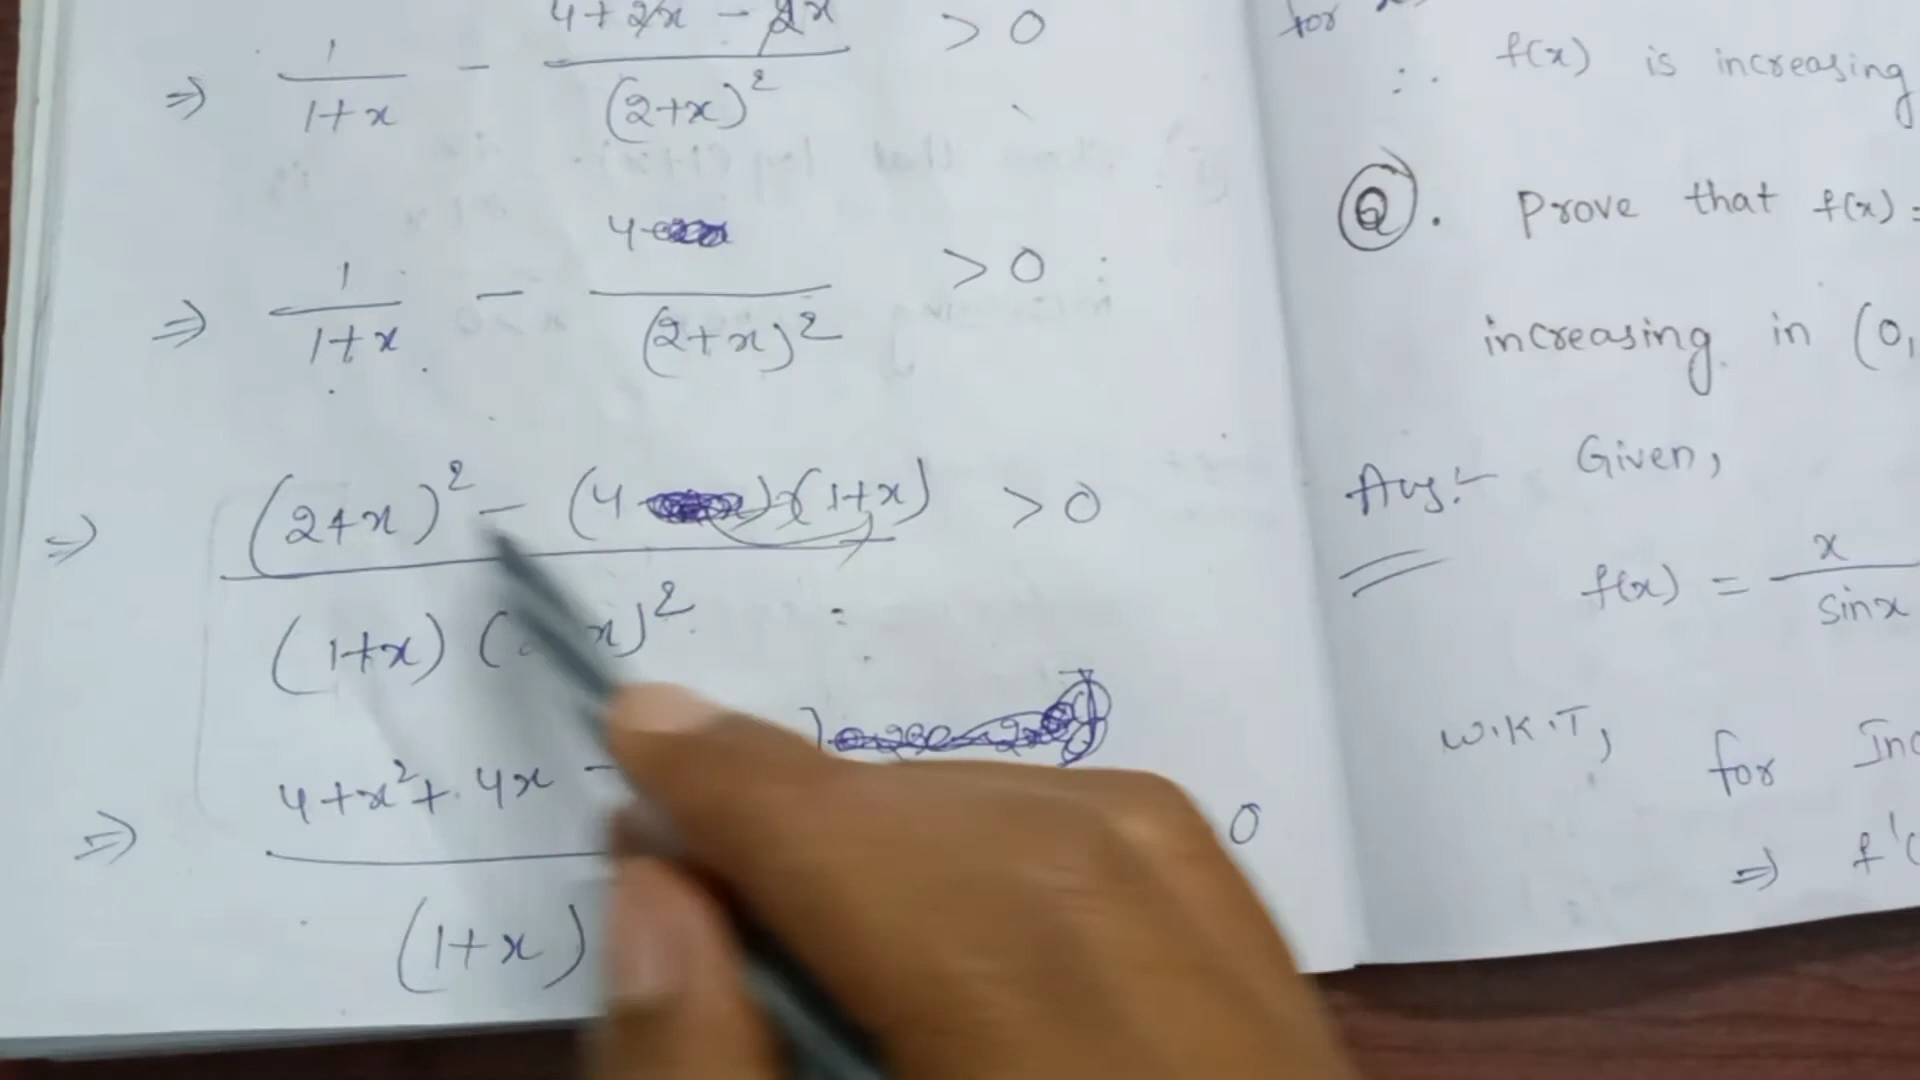 ⇒ 1/(1+x) - (4+2x-2x)/(2+x)² > 0
⇒ 1/(1+x) - 4/(2+x)² > 0
⇒ ((2+x)² - (4)(1+x))/((1+x)( x)²) > 0
⇒ 4+x²+4x -
(1+x)
0
for
∴ f(x) is increasing
Q. Prove that f(x) =
increasing in (0,
Ans:- Given,
f(x) = x/sinx
W.K.T, for Inc
⇒ f'(